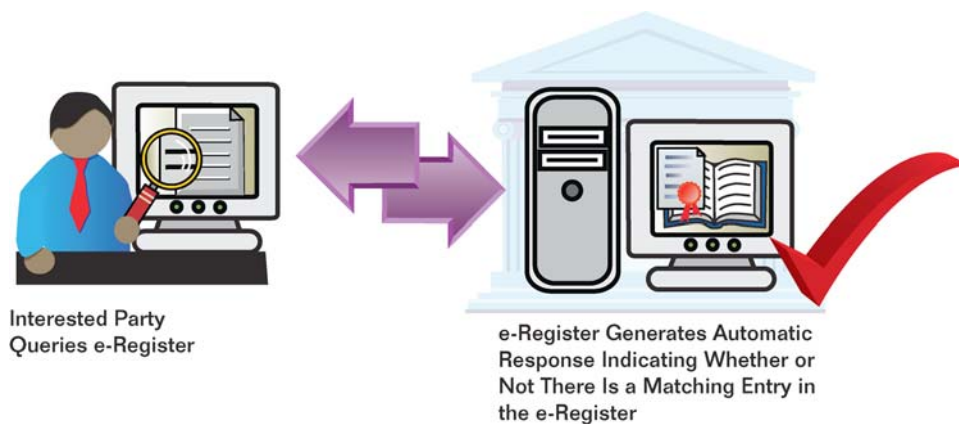 Interested Party
Queries e-Register
e-Register Generates Automatic
Response Indicating Whether or
Not There Is a Matching Entry in
the e-Register